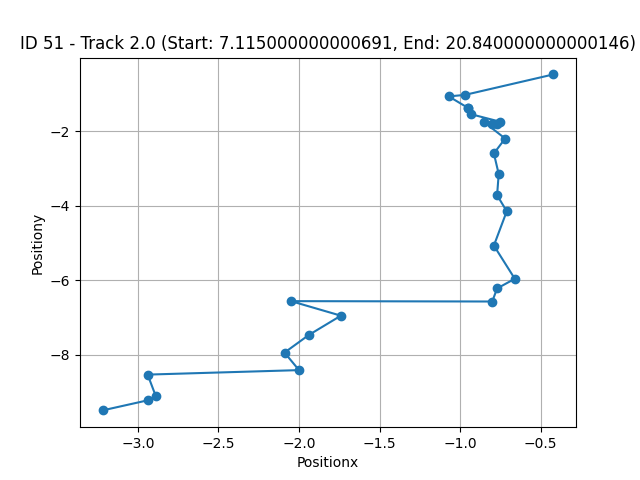 ID 51 - Track 2.0 (Start: 7.115000000000691, End: 20.840000000000146)
Positiony
−2
−4
−6
−8
−3.0 −2.5 −2.0 −1.5 −1.0 −0.5
Positionx